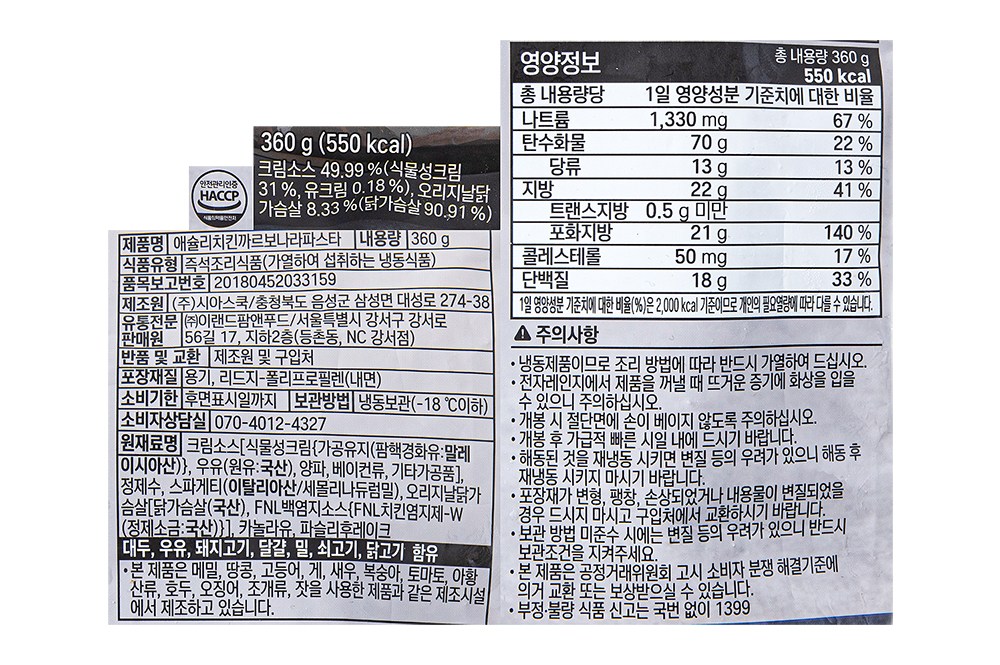 360 g (550 kcal)
크림소스 49.99 %(식물성크림
31 %, 유크림 0.18 %), 오리지날닭
가슴살 8.33 %(닭가슴살 90.91 %)
안전관리인증
HACCP
식품의약품안전처
제품명 애슐리치킨까르보나라파스타 내용량 360 g
식품유형 즉석조리식품(가열하여 섭취하는 냉동식품)
품목보고번호 20180452033159
제조원 (주)시아스쿡/충청북도 음성군 삼성면 대성로 274-38
유통전문 ㈜이랜드팜앤푸드/서울특별시 강서구 강서로
판매원 56길 17, 지하2층(등촌동, NC 강서점)
반품 및 교환 제조원 및 구입처
포장재질 용기, 리드지-폴리프로필렌(내면)
소비기한 후면표시일까지 보관방법 냉동보관(-18 ℃이하)
소비자상담실 070-4012-4327
원재료명 크림소스[식물성크림{가공유지(팜핵경화유:말레
이시아산)}, 우유(원유:국산), 양파, 베이컨류, 기타가공품],
정제수, 스파게티(이탈리아산/세몰리나듀럼밀), 오리지날닭가
슴살[닭가슴살(국산), FNL백염지소스{FNL치킨염지제-W
(정제소금:국산)}], 카놀라유, 파슬리후레이크
대두, 우유, 돼지고기, 달걀, 밀, 쇠고기, 닭고기 함유
•본 제품은 메밀, 땅콩, 고등어, 게, 새우, 복숭아, 토마토, 아황
산류, 호두, 오징어, 조개류, 잣을 사용한 제품과 같은 제조시설
에서 제조하고 있습니다.
영양정보 총 내용량 360 g
550 kcal
총 내용량당 1일 영양성분 기준치에 대한 비율
나트륨 1,330 mg 67 %
탄수화물 70 g 22 %
당류 13 g 13 %
지방 22 g 41 %
트랜스지방 0.5 g 미만
포화지방 21 g 140 %
콜레스테롤 50 mg 17 %
단백질 18 g 33 %
1일 영양성분 기준치에 대한 비율(%)은 2,000 kcal 기준이므로 개인의 필요열량에 따라 다를 수 있습니다.
주의사항
•냉동제품이므로 조리 방법에 따라 반드시 가열하여 드십시오.
•전자레인지에서 제품을 꺼낼 때 뜨거운 증기에 화상을 입을
수 있으니 주의하십시오.
•개봉 시 절단면에 손이 베이지 않도록 주의하십시오.
•개봉 후 가급적 빠른 시일 내에 드시기 바랍니다.
•해동된 것을 재냉동 시키면 변질 등의 우려가 있으니 해동 후
재냉동 시키지 마시기 바랍니다.
•포장재가 변형, 팽창, 손상되었거나 내용물이 변질되었을
경우 드시지 마시고 구입처에서 교환하시기 바랍니다.
•보관 방법 미준수 시에는 변질 등의 우려가 있으니 반드시
보관조건을 지켜주세요.
•본 제품은 공정거래위원회 고시 소비자 분쟁 해결기준에
의거 교환 또는 보상받으실 수 있습니다.
•부정·불량 식품 신고는 국번 없이 1399